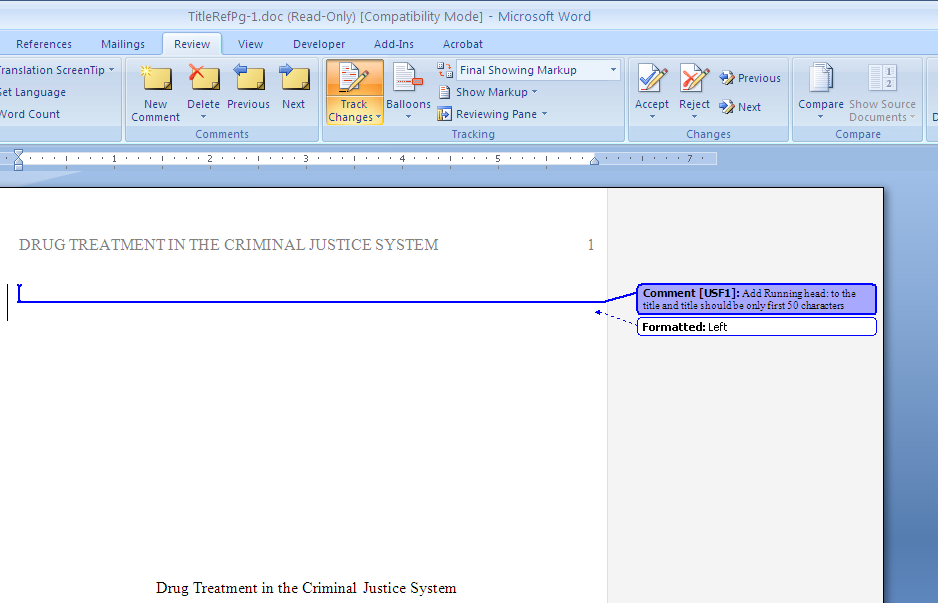 TitleRefPg-1.doc (Read-Only) [Compatibility Mode] - Microsoft Word
References Mailings Review View Developer Add-Ins Acrobat
ranslation ScreenTip
et Language
Word Count
New Comment
Delete
Previous
Next
Comments
Track Changes
Balloons
Final Showing Markup
Show Markup
Reviewing Pane
Tracking
Accept
Reject
Previous
Next
Changes
Compare
Show Source Documents
Compare
1 2 3 4 5 7
DRUG TREATMENT IN THE CRIMINAL JUSTICE SYSTEM 1
Comment [USF1]: Add Running head: to the
title and title should be only first 50 characters
Formatted: Left
Drug Treatment in the Criminal Justice System